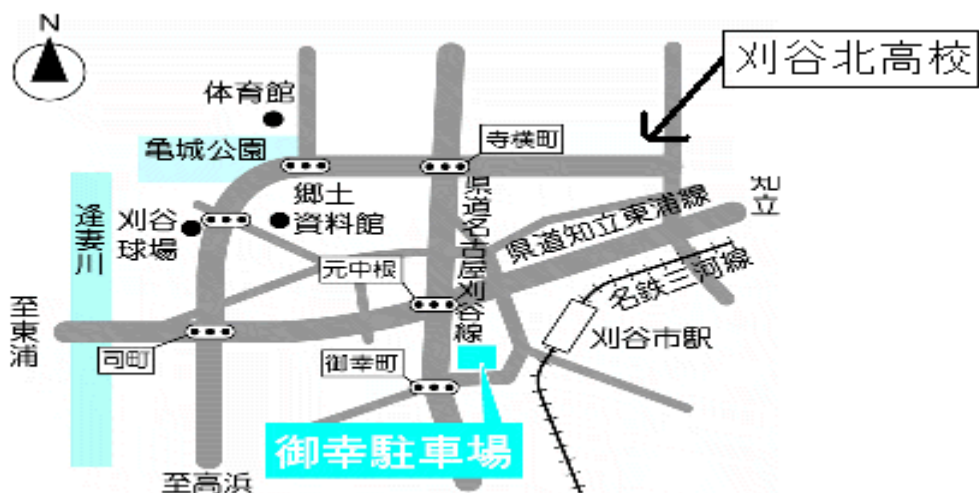 N
刈谷北高校
体育館
亀城公園
寺横町
郷土
資料館
刈谷
球場
逢妻川
県道名古屋刈谷線
県道知立東浦線
知立
元中根
名鉄三河線
至東浦
司町
刈谷市駅
御幸町
御幸駐車場
至高浜